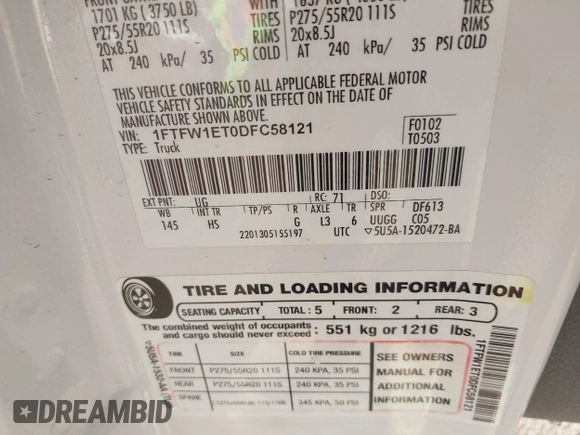 1701 KG ( 3750 LB) WITH
P275/55R20 111S TIRES P275/55R20 111S TIRES
20x8.5J RIMS 20x8.5J RIMS
AT 240 kPa/ 35 PSI COLD AT 240 kPa/ 35 PSI COLD
THIS VEHICLE CONFORMS TO ALL APPLICABLE FEDERAL MOTOR
VEHICLE SAFETY STANDARDS IN EFFECT ON THE DATE OF
MANUFACTURE SHOWN ABOVE.
VIN: 1FTFW1ET0DFC58121
TYPE: Truck
F0102
T0503
EXT PNT: UG RC: 71 DSO:
WB INT TR TP/PS R AXLE TR SPR DF613
145 HS G L3 6 UUGG C05
2201305155197 UTC ▽5U5A-1520472-BA
TIRE AND LOADING INFORMATION
SEATING CAPACITY TOTAL: 5 FRONT: 2 REAR: 3
The combined weight of occupants
and cargo should never exceed: 551 kg or 1216 lbs.
TIRE SIZE COLD TIRE PRESSURE
FRONT P275/55R20 111S 240 KPA, 35 PSI
REAR P275/55R20 111S 240 KPA, 35 PSI
SPARE 345 KPA, 50 PSI
SEE OWNERS
MANUAL FOR
ADDITIONAL
INFORMATION
1FTFW1ET0DFC58121
DREAMBID